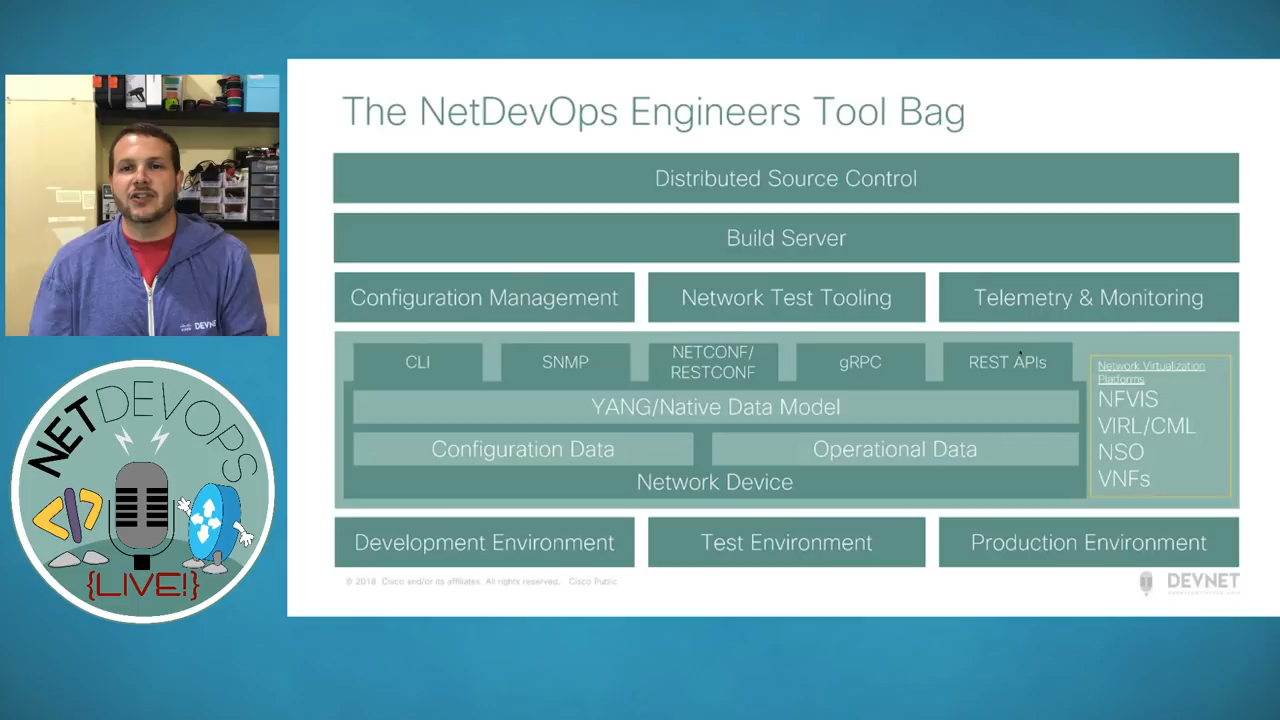 The NetDevOps Engineers Tool Bag
Distributed Source Control
Build Server
Configuration Management
Network Test Tooling
Telemetry & Monitoring
CLI
SNMP
NETCONF/
RESTCONF
gRPC
REST APIs
YANG/Native Data Model
Configuration Data
Operational Data
Network Device
Network Virtualization
Platforms
NFVIS
VIRL/CML
NSO
VNFs
Development Environment
Test Environment
Production Environment
© 2018 Cisco and/or its affiliates. All rights reserved. Cisco Public
DEVNET
DEVNET
NETDEVOPS
{LIVE!}